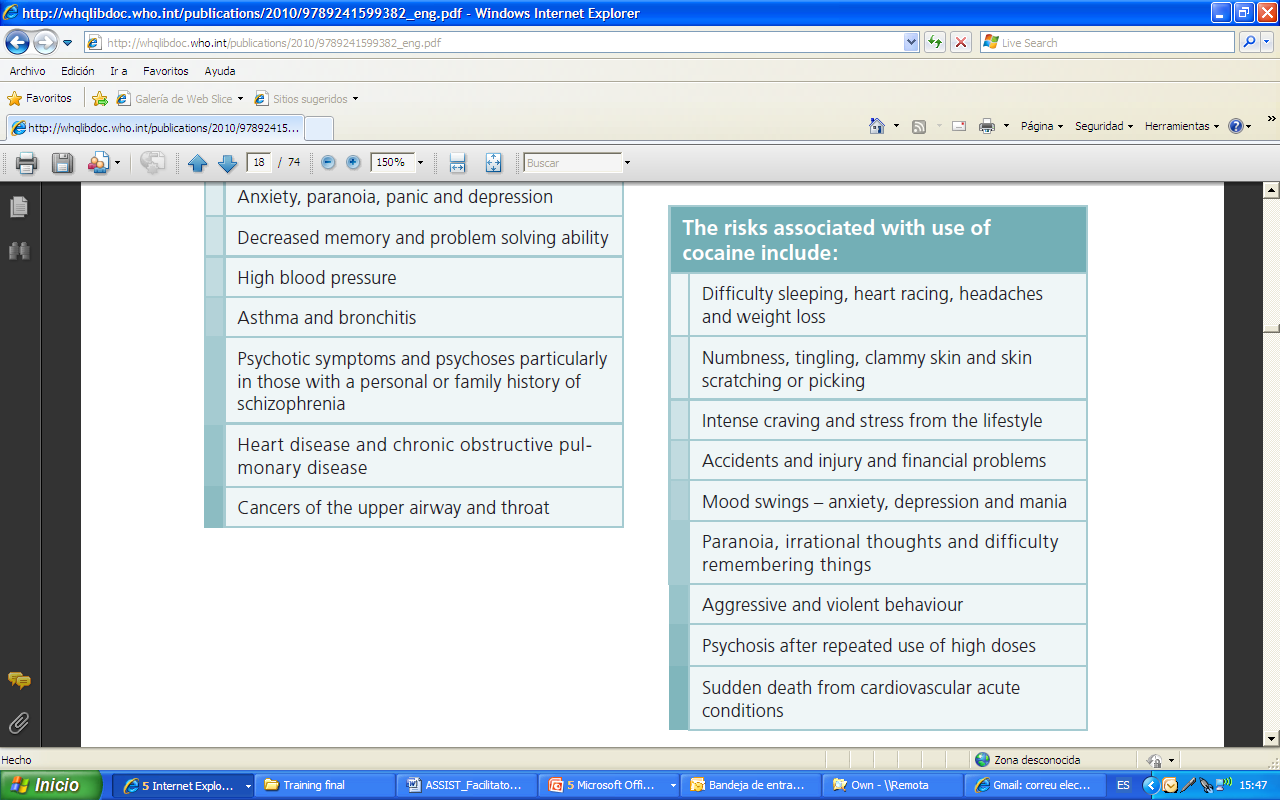 http://whqlibdoc.who.int/publications/2010/9789241599382_eng.pdf - Windows Internet Explorer
http://whqlibdoc.who.int/publications/2010/9789241599382_eng.pdf
Live Search
Archivo Edición Ir a Favoritos Ayuda
Favoritos Galería de Web Slice Sitios sugeridos
http://whqlibdoc.who.int/publications/2010/97892415...
Página Seguridad Herramientas
18 / 74 150% Buscar
Anxiety, paranoia, panic and depression
Decreased memory and problem solving ability
High blood pressure
Asthma and bronchitis
Psychotic symptoms and psychoses particularly
in those with a personal or family history of
schizophrenia
Heart disease and chronic obstructive pul-
monary disease
Cancers of the upper airway and throat
The risks associated with use of
cocaine include:
Difficulty sleeping, heart racing, headaches
and weight loss
Numbness, tingling, clammy skin and skin
scratching or picking
Intense craving and stress from the lifestyle
Accidents and injury and financial problems
Mood swings – anxiety, depression and mania
Paranoia, irrational thoughts and difficulty
remembering things
Aggressive and violent behaviour
Psychosis after repeated use of high doses
Sudden death from cardiovascular acute
conditions
Hecho Zona desconocida
Inicio 5 Internet Explo... Training final ASSIST_Facilitato... 5 Microsoft Offi... Bandeja de entra... Own - \\Remota Gmail: correu elec... ES 15:47